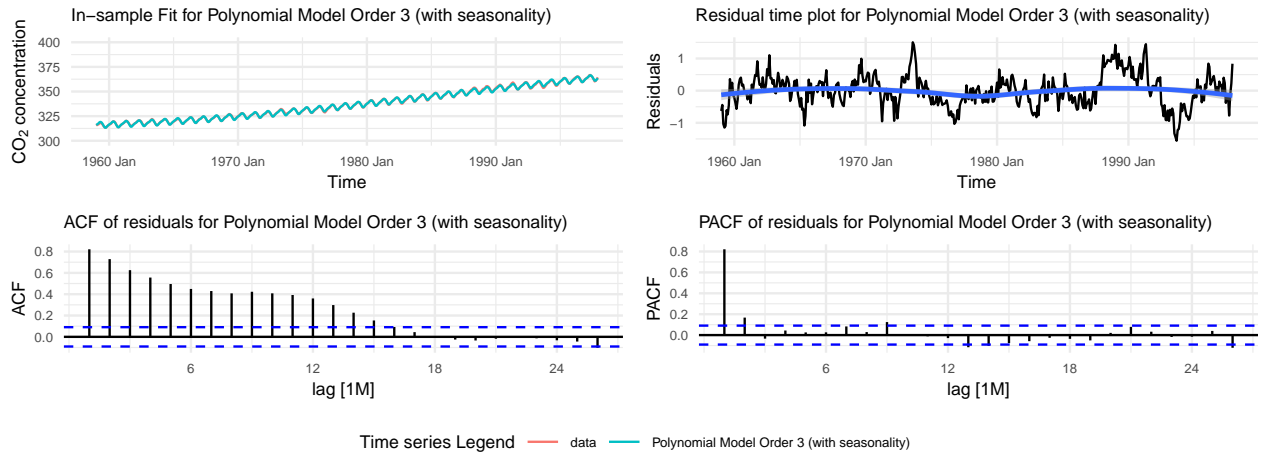 In−sample Fit for Polynomial Model Order 3 (with seasonality)
CO2 concentration
400
375
350
325
300
1960 Jan 1970 Jan 1980 Jan 1990 Jan
Time
Residual time plot for Polynomial Model Order 3 (with seasonality)
Residuals
1
0
−1
1960 Jan 1970 Jan 1980 Jan 1990 Jan
Time
ACF of residuals for Polynomial Model Order 3 (with seasonality)
ACF
0.8
0.6
0.4
0.2
0.0
6 12 18 24
lag [1M]
PACF of residuals for Polynomial Model Order 3 (with seasonality)
PACF
0.8
0.6
0.4
0.2
0.0
6 12 18 24
lag [1M]
Time series Legend data Polynomial Model Order 3 (with seasonality)